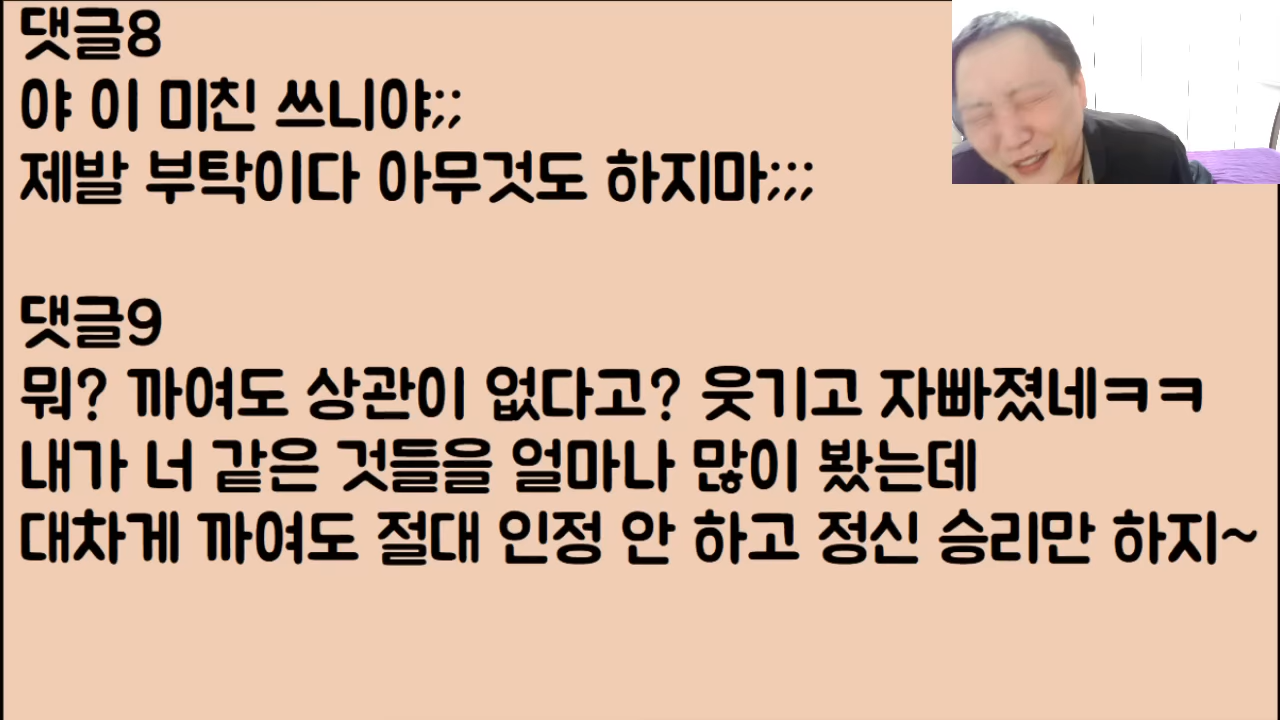 댓글8
야 이 미친 쓰니야;;
제발 부탁이다 아무것도 하지마;;;
댓글9
뭐? 까여도 상관이 없다고? 웃기고 자빠졌네ㅋㅋ
내가 너 같은 것들을 얼마나 많이 봤는데
대차게 까여도 절대 인정 안 하고 정신 승리만 하지~